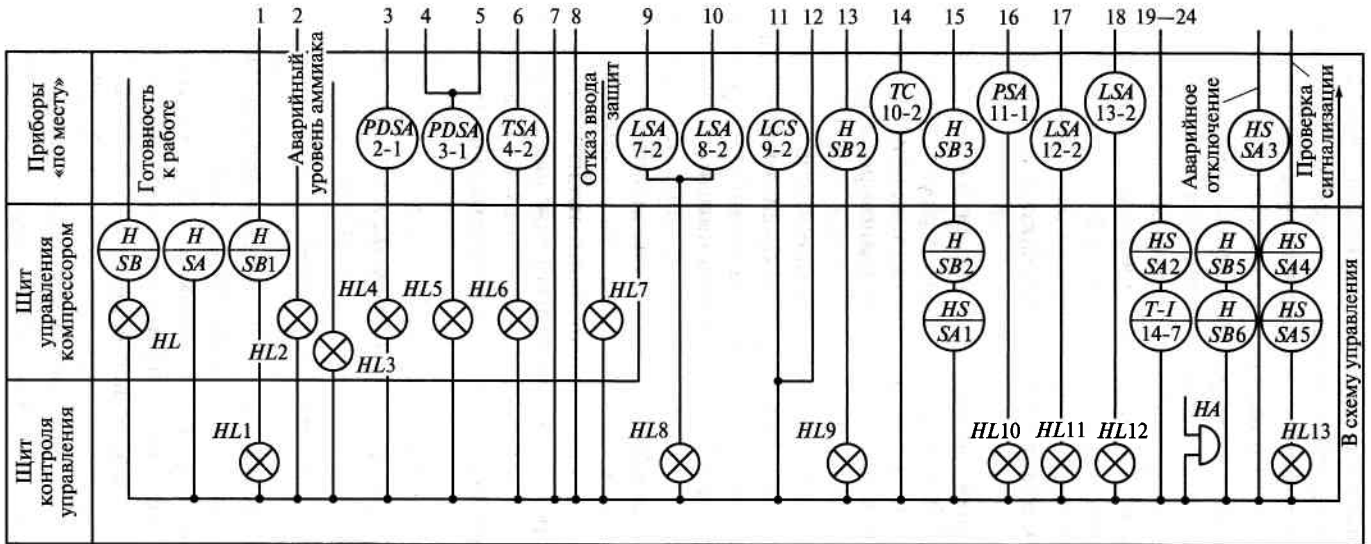 1 2 3 4 5 6 7 8 9 10 11 12 13 14 15 16 17 18 19—24
Приборы
«по месту»
Готовность
к работе
Аварийный
уровень аммиака
PDSA
2-1
PDSA
3-1
TSA
4-2
Отказ ввода
защит
LSA
7-2
LSA
8-2
LCS
9-2
H
SB2
TC
10-2
H
SB3
PSA
11-1
LSA
12-2
LSA
13-2
Аварийное
отключение
HS
SA3
Проверка
сигнализации
Щит
управления
компрессором
H
SB
H
SA
H
SB1
HL
HL2
HL3
HL4
HL5
HL6
HL7
H
SB2
HS
SA1
HS
SA2
T-I
14-7
H
SB5
H
SB6
HS
SA4
HS
SA5
Щит
контроля
управления
HL1
HL8
HL9
HL10
HL11
HL12
HA
HL13
В схему управления